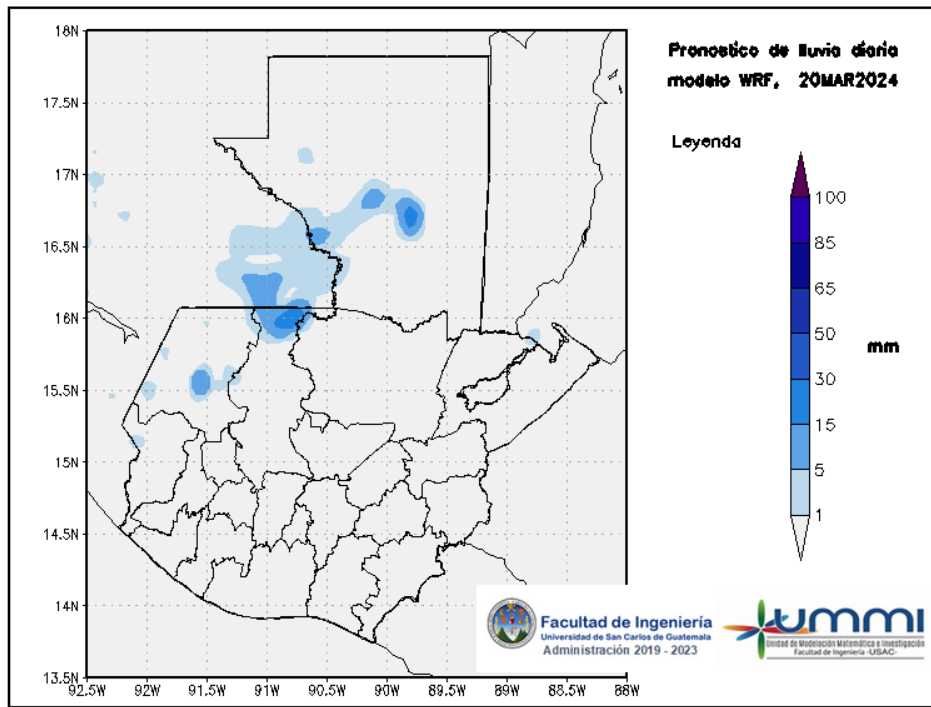 Pronostico de lluvia diaria
modelo WRF, 20MAR2024
Leyenda
100
85
65
50
30
15
5
1
mm
18N
17.5N
17N
16.5N
16N
15.5N
15N
14.5N
14N
13.5N
92.5W
92W
91.5W
91W
90.5W
90W
89.5W
89W
88.5W
88W
Facultad de Ingeniería
Universidad de San Carlos de Guatemala
Administración 2019 - 2023
UMMI
Unidad de Modelación Matemática e Investigación
Facultad de Ingeniería -USAC-